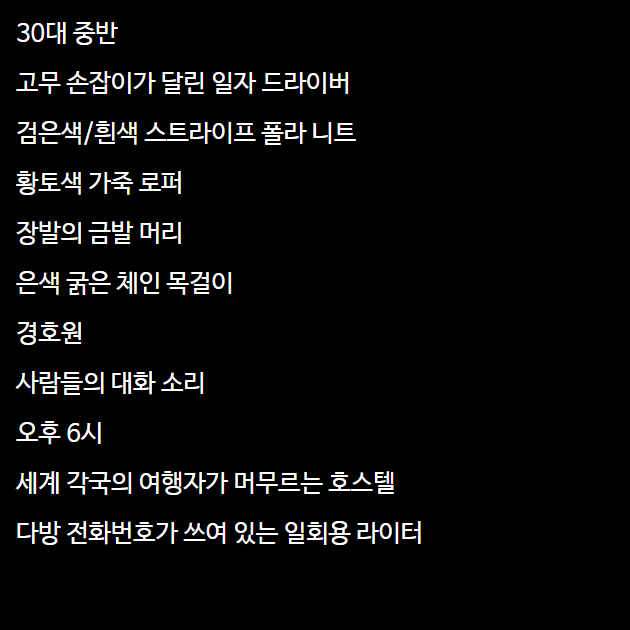 30대 중반
고무 손잡이가 달린 일자 드라이버
검은색/흰색 스트라이프 폴라 니트
황토색 가죽 로퍼
장발의 금발 머리
은색 굵은 체인 목걸이
경호원
사람들의 대화 소리
오후 6시
세계 각국의 여행자가 머무르는 호스텔
다방 전화번호가 쓰여 있는 일회용 라이터